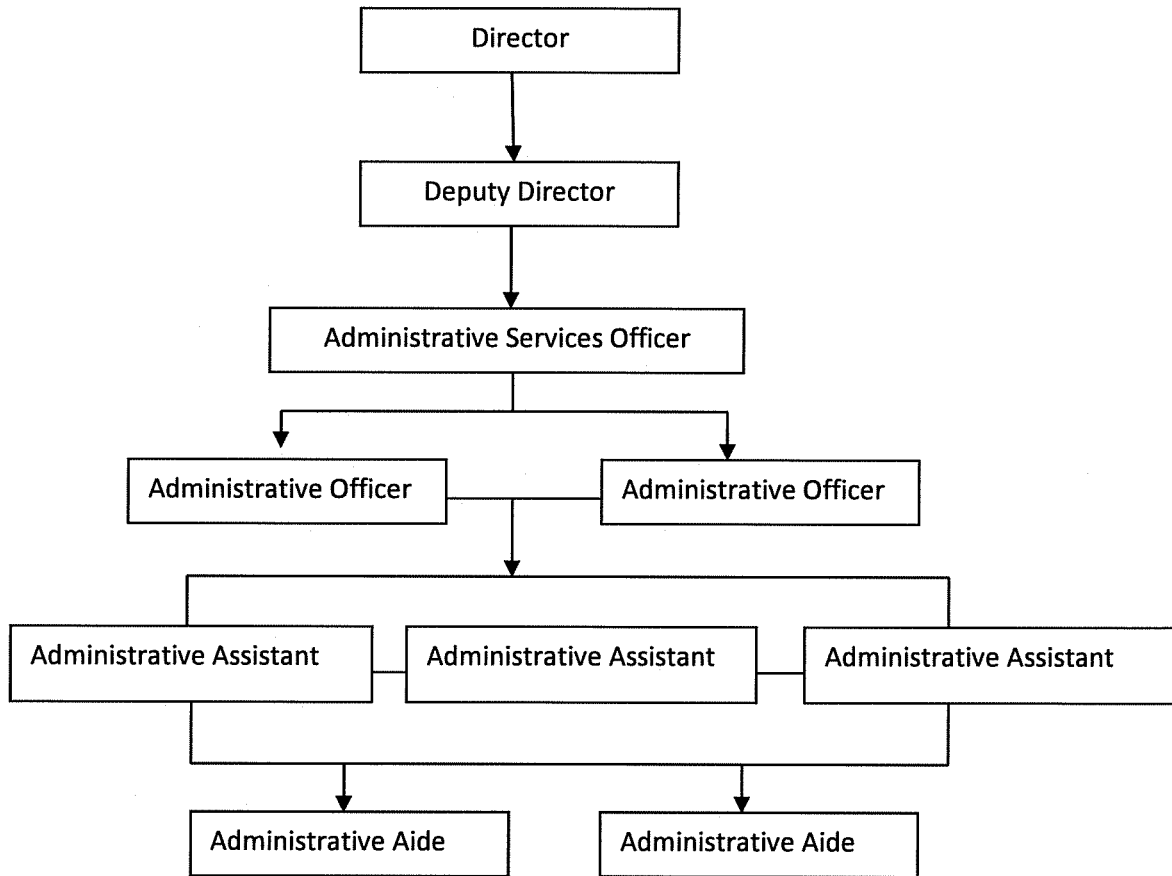 Director
Deputy Director
Administrative Services Officer
Administrative Officer
Administrative Officer
Administrative Assistant
Administrative Assistant
Administrative Assistant
Administrative Aide
Administrative Aide